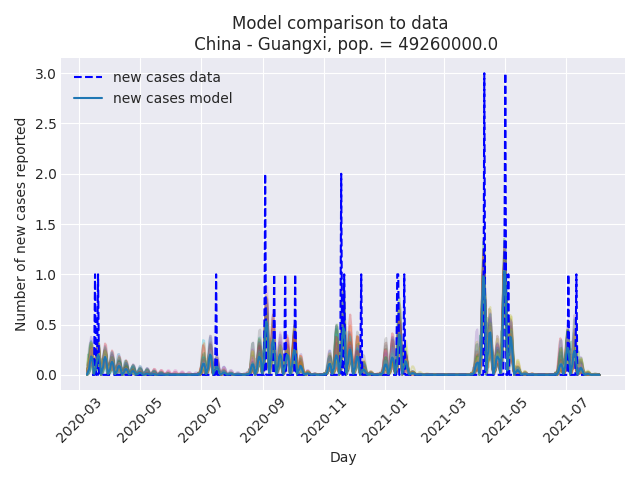 Model comparison to data
China - Guangxi, pop. = 49260000.0
new cases data
new cases model
Number of new cases reported
3.0
2.5
2.0
1.5
1.0
0.5
0.0
2020-03
2020-05
2020-07
2020-09
2020-11
2021-01
2021-03
2021-05
2021-07
Day